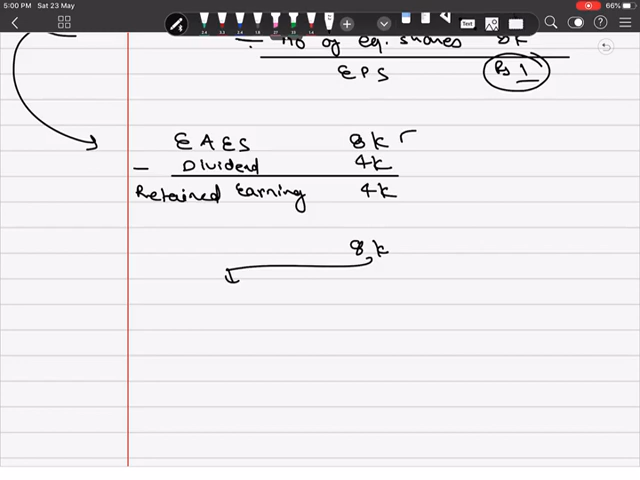 5:00 PM Sat 23 May
66%
÷ No of eq. shares 8k
EPS Rs 1
EAES 8k
- Dividend 4k
Retained Earning 4k
8k
Text